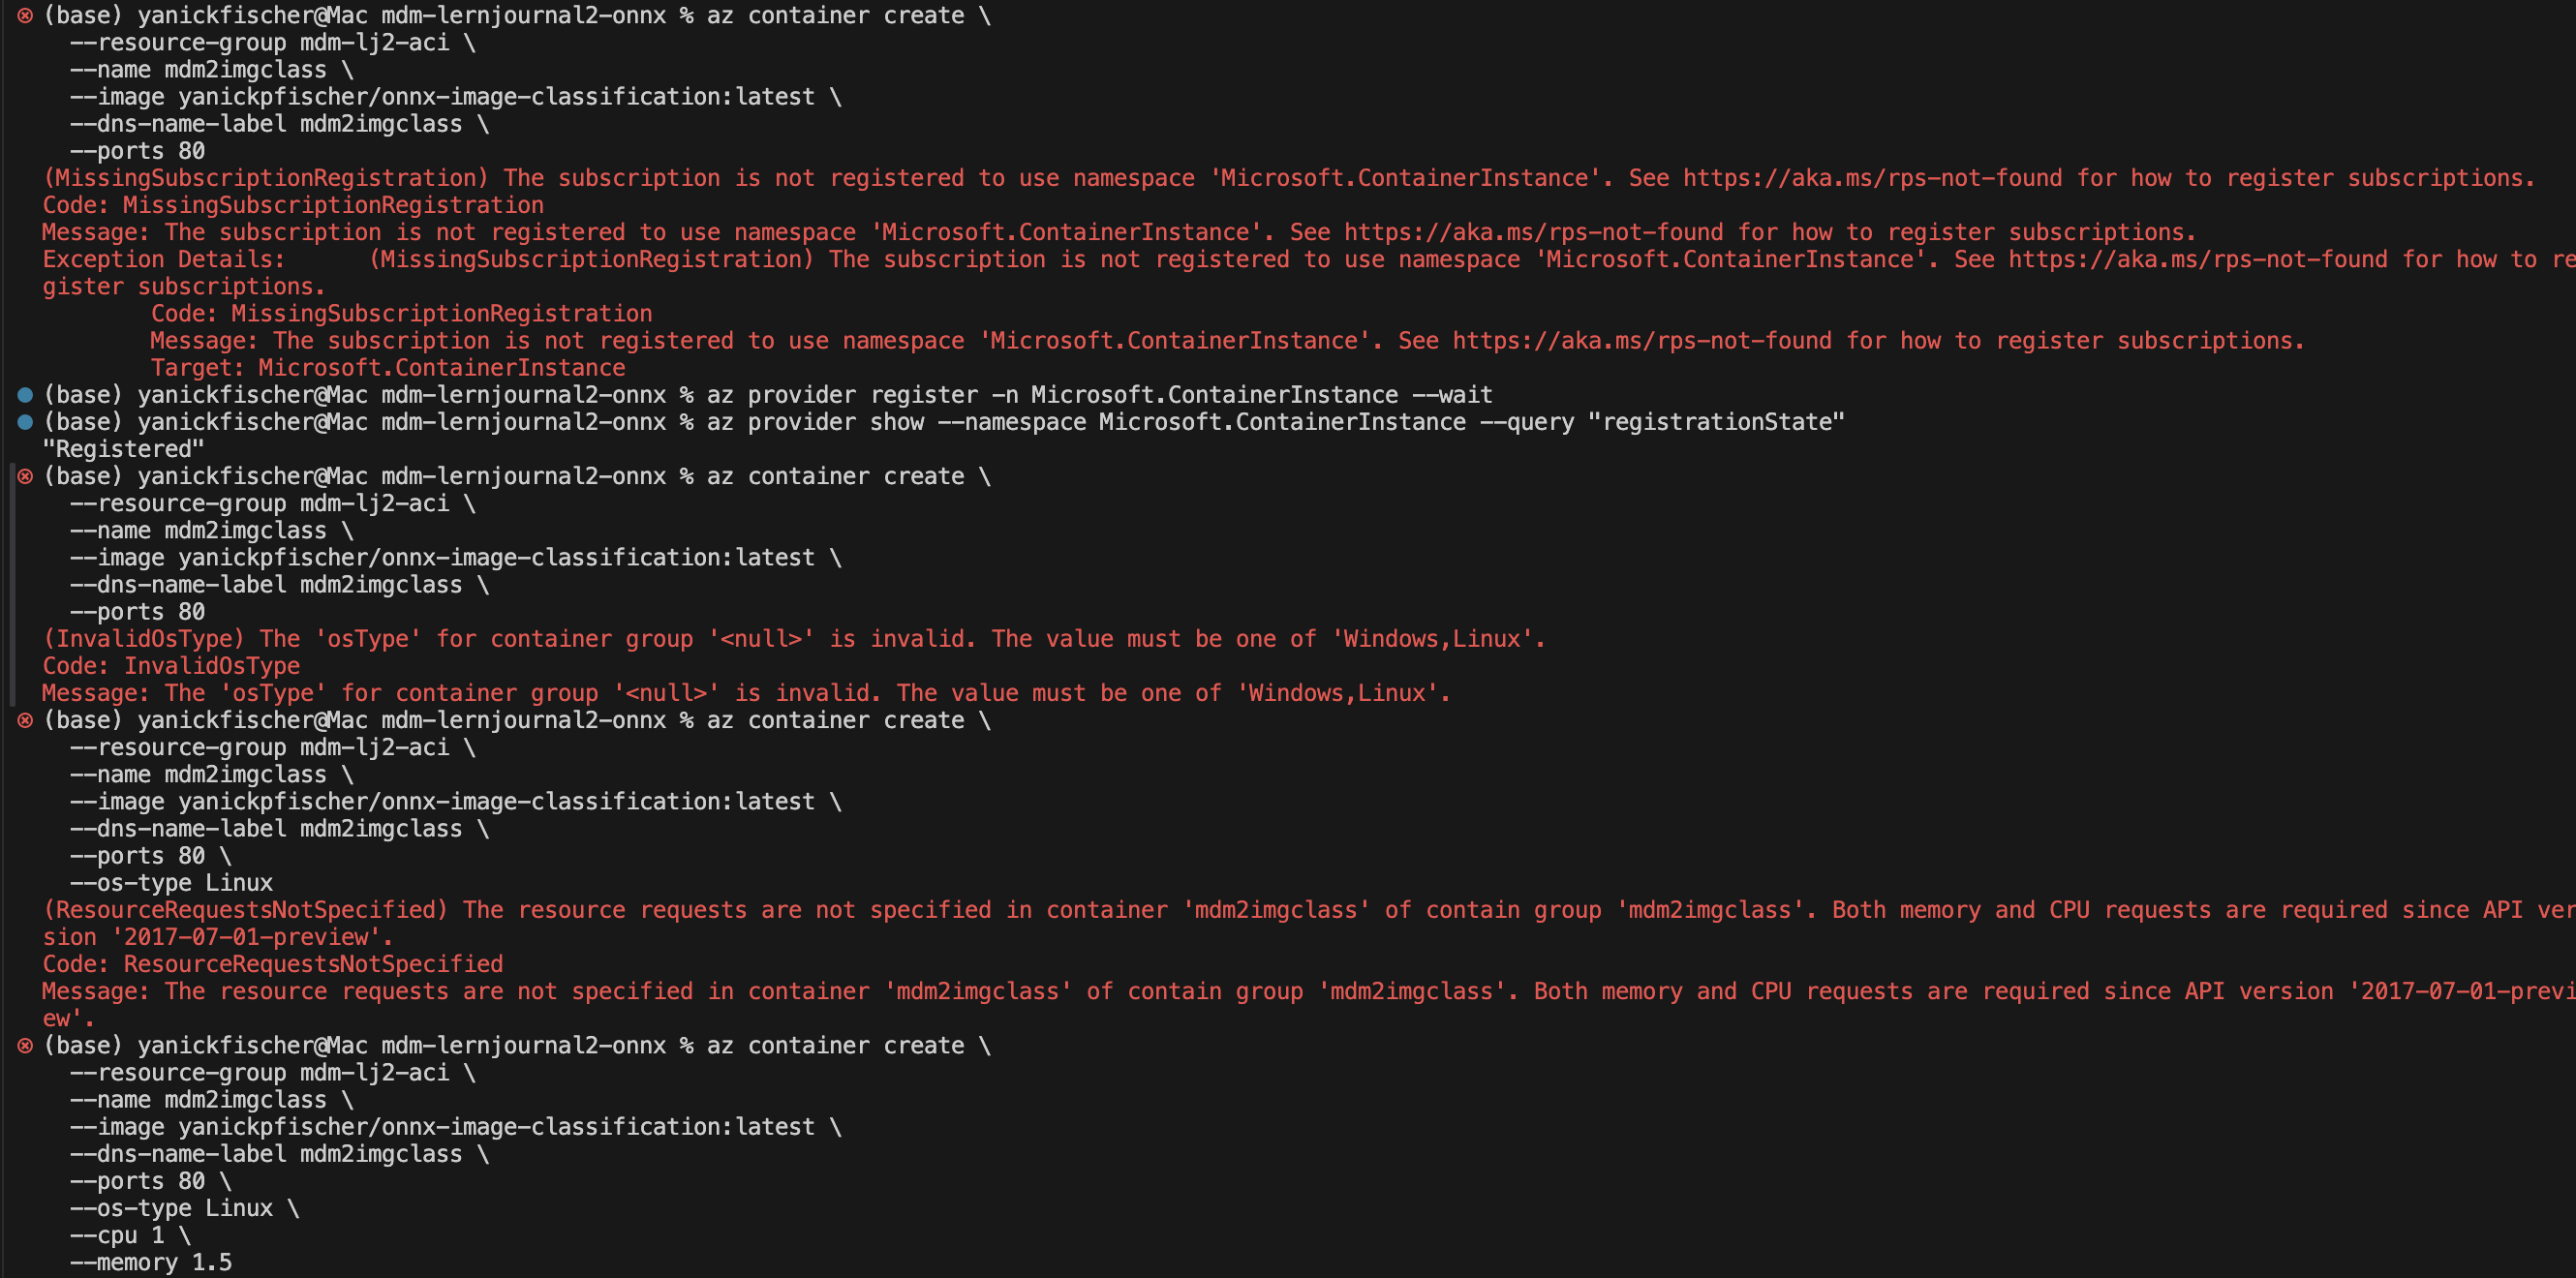 (base) yanickfischer@Mac mdm-lernjournal2-onnx % az container create \
--resource-group mdm-lj2-aci \
--name mdm2imgclass \
--image yanickpfischer/onnx-image-classification:latest \
--dns-name-label mdm2imgclass \
--ports 80
(MissingSubscriptionRegistration) The subscription is not registered to use namespace 'Microsoft.ContainerInstance'. See https://aka.ms/rps-not-found for how to register subscriptions.
Code: MissingSubscriptionRegistration
Message: The subscription is not registered to use namespace 'Microsoft.ContainerInstance'. See https://aka.ms/rps-not-found for how to register subscriptions.
Exception Details:      (MissingSubscriptionRegistration) The subscription is not registered to use namespace 'Microsoft.ContainerInstance'. See https://aka.ms/rps-not-found for how to re
gister subscriptions.
Code: MissingSubscriptionRegistration
Message: The subscription is not registered to use namespace 'Microsoft.ContainerInstance'. See https://aka.ms/rps-not-found for how to register subscriptions.
Target: Microsoft.ContainerInstance
(base) yanickfischer@Mac mdm-lernjournal2-onnx % az provider register -n Microsoft.ContainerInstance --wait
(base) yanickfischer@Mac mdm-lernjournal2-onnx % az provider show --namespace Microsoft.ContainerInstance --query "registrationState"
"Registered"
(base) yanickfischer@Mac mdm-lernjournal2-onnx % az container create \
--resource-group mdm-lj2-aci \
--name mdm2imgclass \
--image yanickpfischer/onnx-image-classification:latest \
--dns-name-label mdm2imgclass \
--ports 80
(InvalidOsType) The 'osType' for container group '<null>' is invalid. The value must be one of 'Windows,Linux'.
Code: InvalidOsType
Message: The 'osType' for container group '<null>' is invalid. The value must be one of 'Windows,Linux'.
(base) yanickfischer@Mac mdm-lernjournal2-onnx % az container create \
--resource-group mdm-lj2-aci \
--name mdm2imgclass \
--image yanickpfischer/onnx-image-classification:latest \
--dns-name-label mdm2imgclass \
--ports 80 \
--os-type Linux
(ResourceRequestsNotSpecified) The resource requests are not specified in container 'mdm2imgclass' of contain group 'mdm2imgclass'. Both memory and CPU requests are required since API ver
sion '2017-07-01-preview'.
Code: ResourceRequestsNotSpecified
Message: The resource requests are not specified in container 'mdm2imgclass' of contain group 'mdm2imgclass'. Both memory and CPU requests are required since API version '2017-07-01-previ
ew'.
(base) yanickfischer@Mac mdm-lernjournal2-onnx % az container create \
--resource-group mdm-lj2-aci \
--name mdm2imgclass \
--image yanickpfischer/onnx-image-classification:latest \
--dns-name-label mdm2imgclass \
--ports 80 \
--os-type Linux \
--cpu 1 \
--memory 1.5